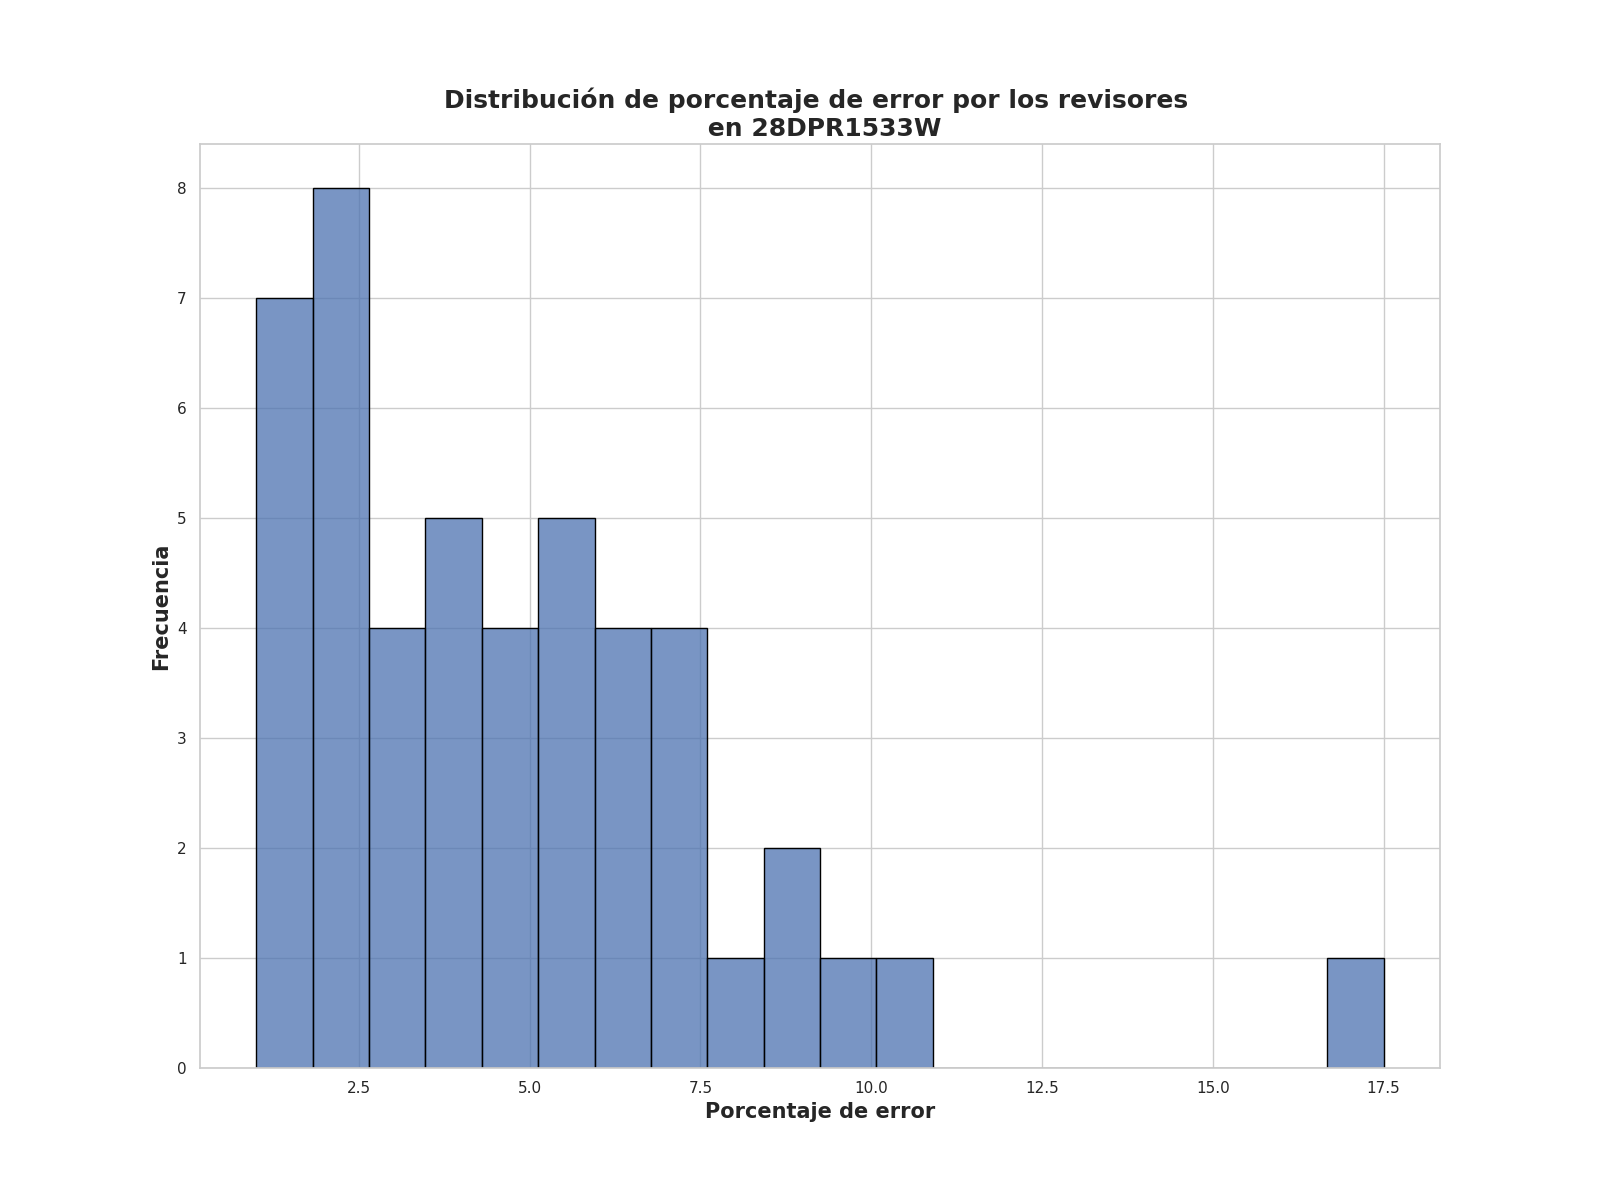 Distribución de porcentaje de error por los revisores
en 28DPR1533W
8
7
6
5
4
3
2
1
0
Frecuencia
2.5 5.0 7.5 10.0 12.5 15.0 17.5
Porcentaje de error